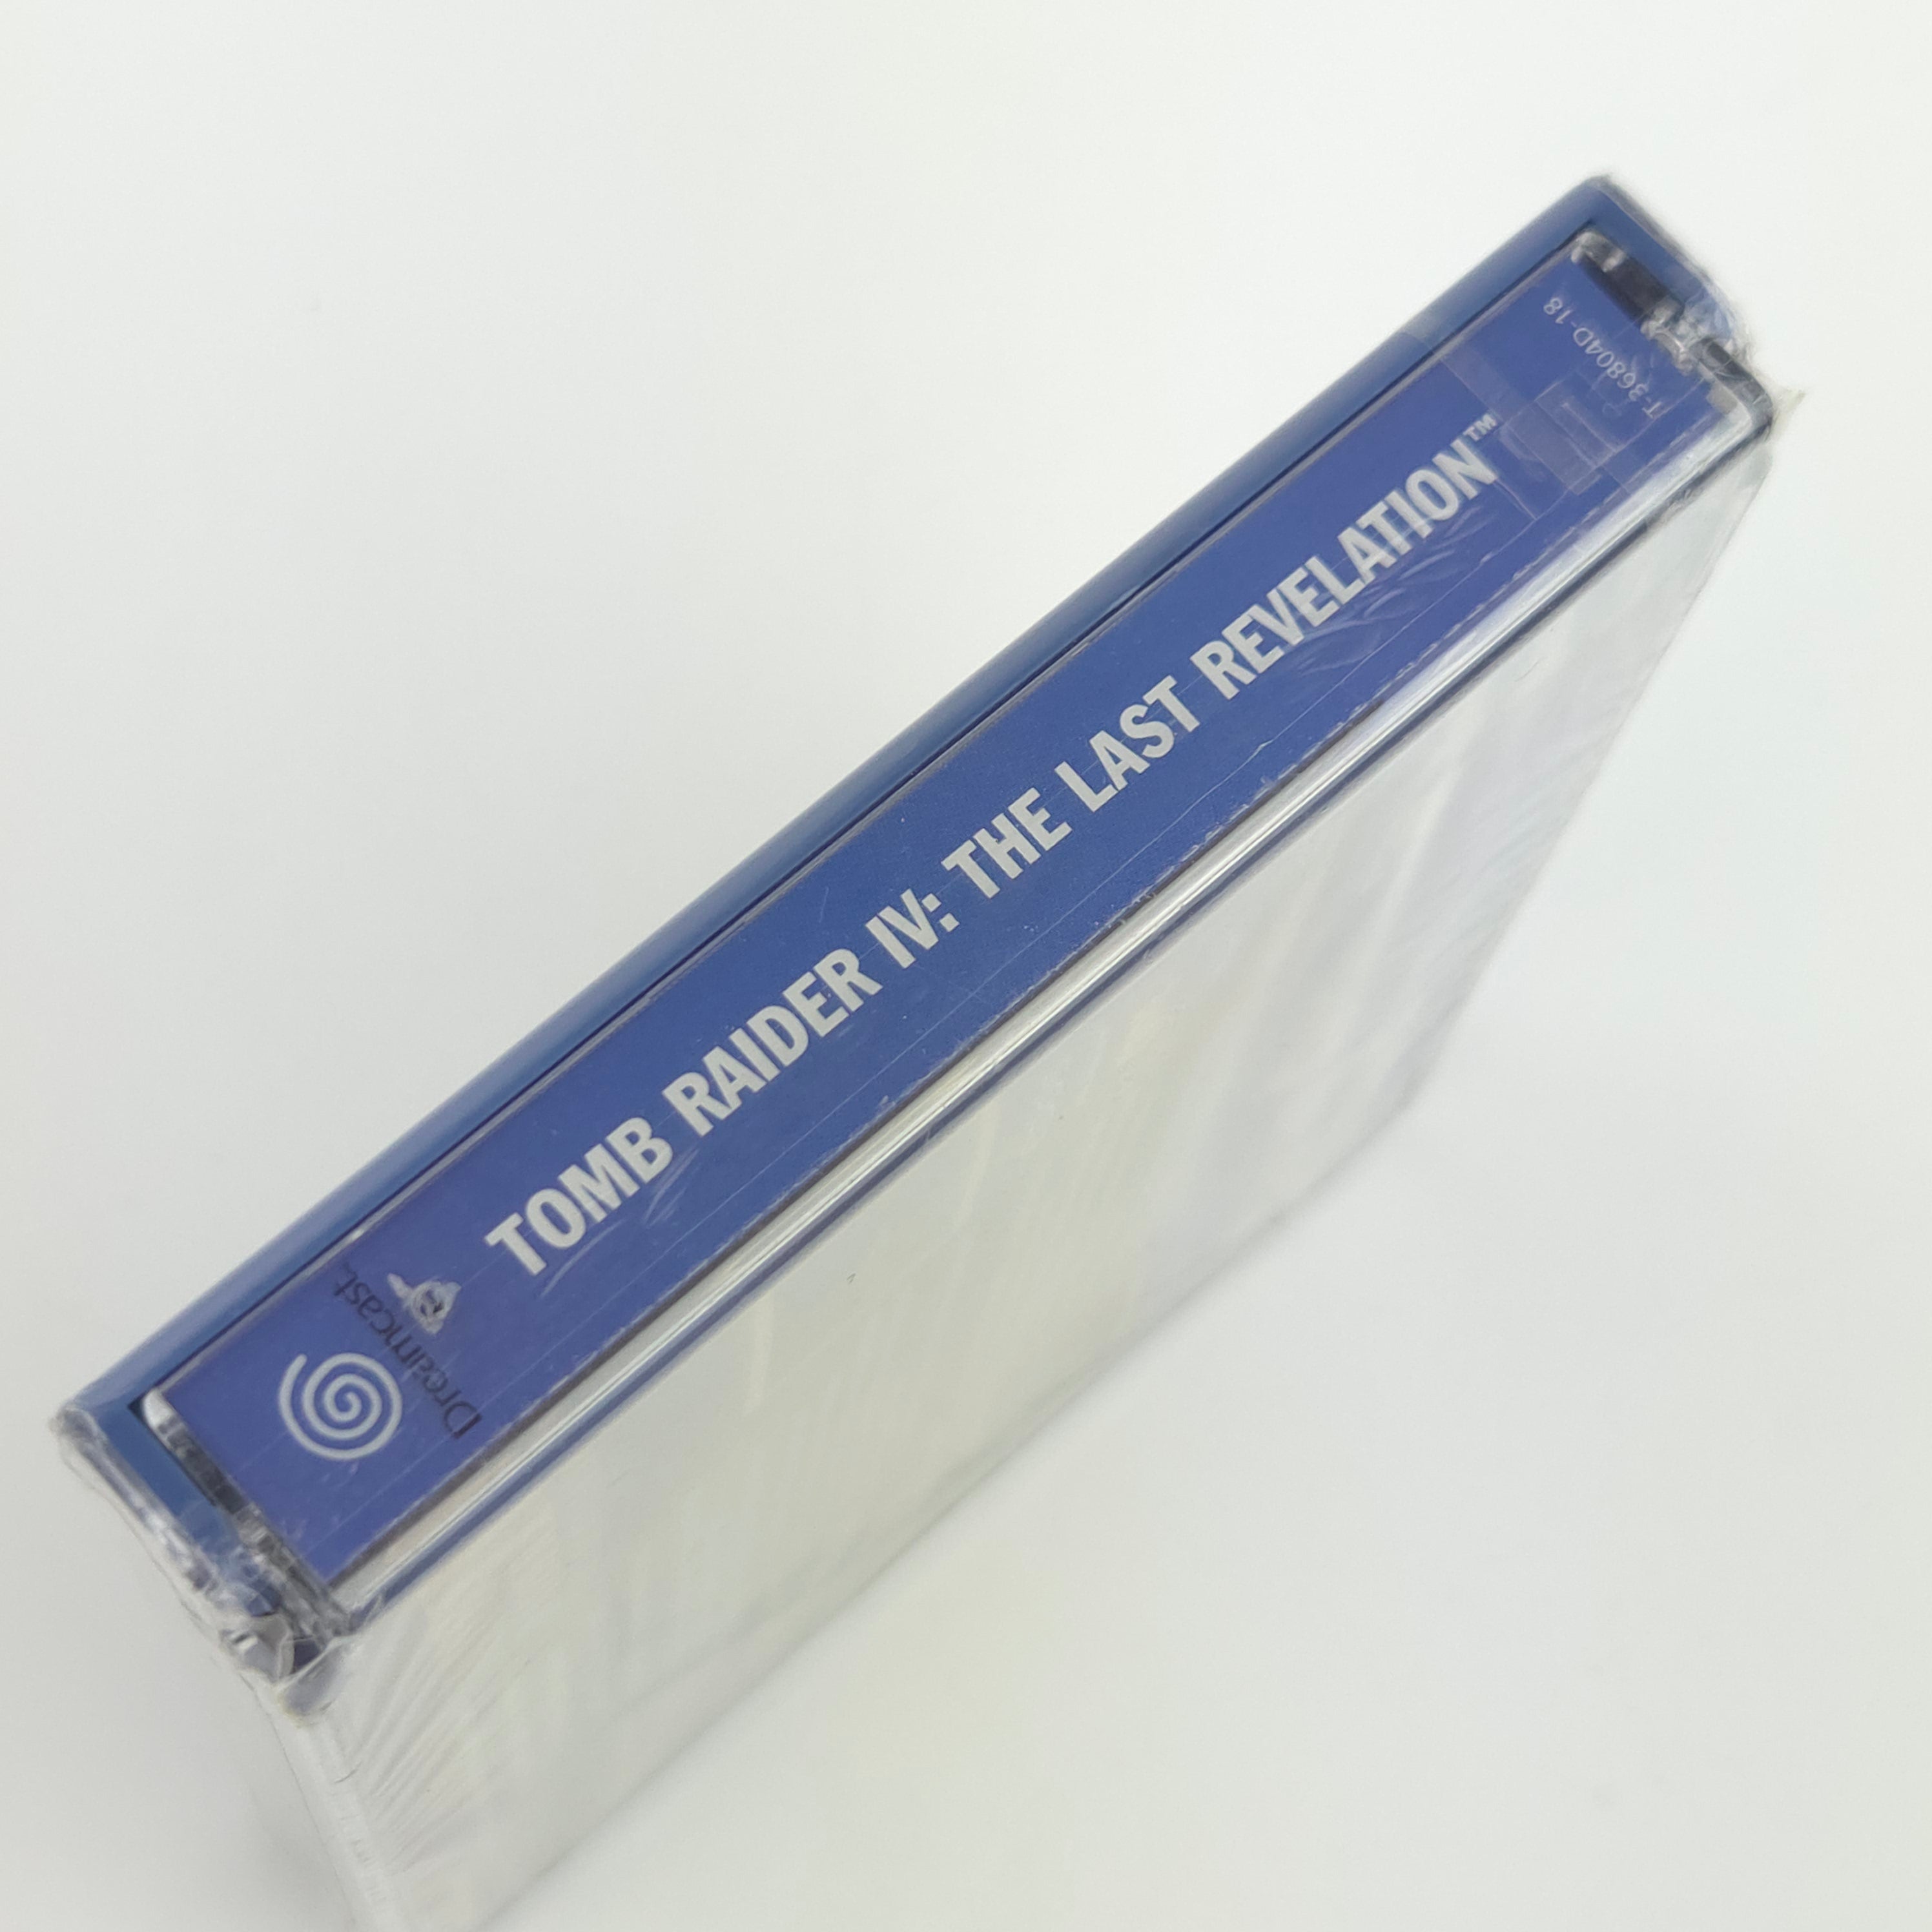 Dreamcast
TOMB RAIDER IV: THE LAST REVELATION™
T-36804D-18